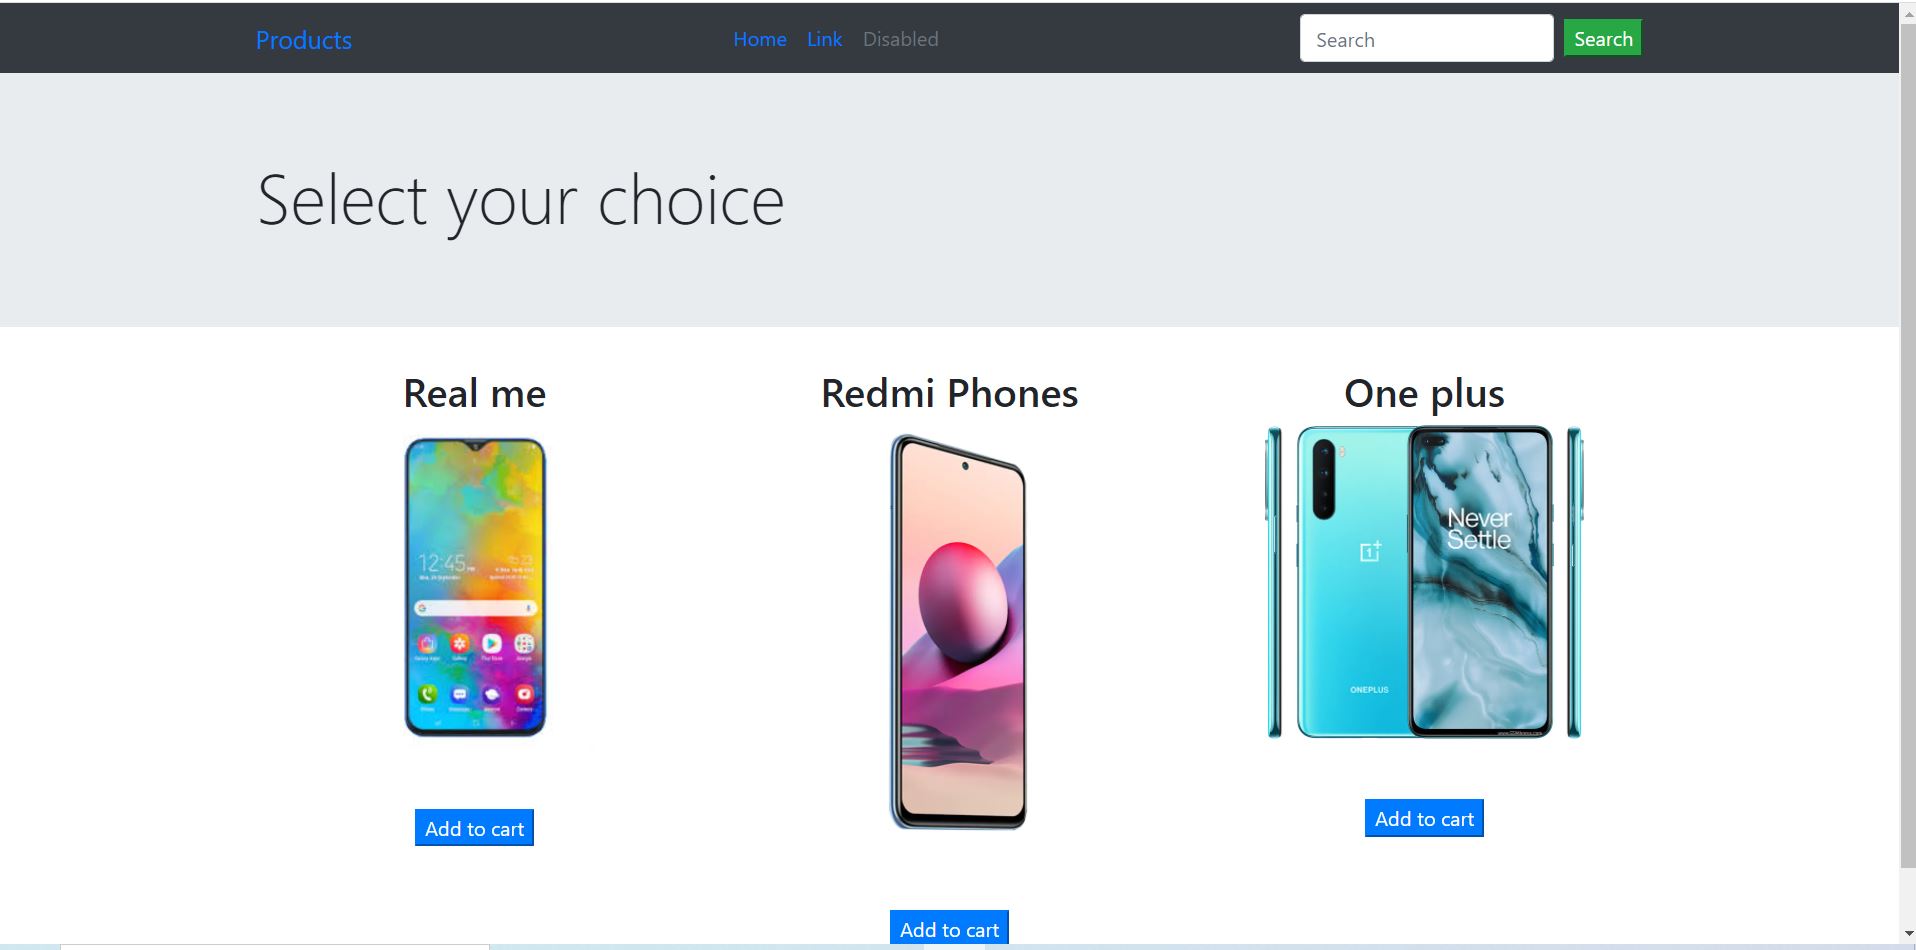 Products
Home Link Disabled
Search
Search
Select your choice
Real me
Redmi Phones
One plus
12:45
Never
Settle
ONEPLUS
Add to cart
Add to cart
Add to cart